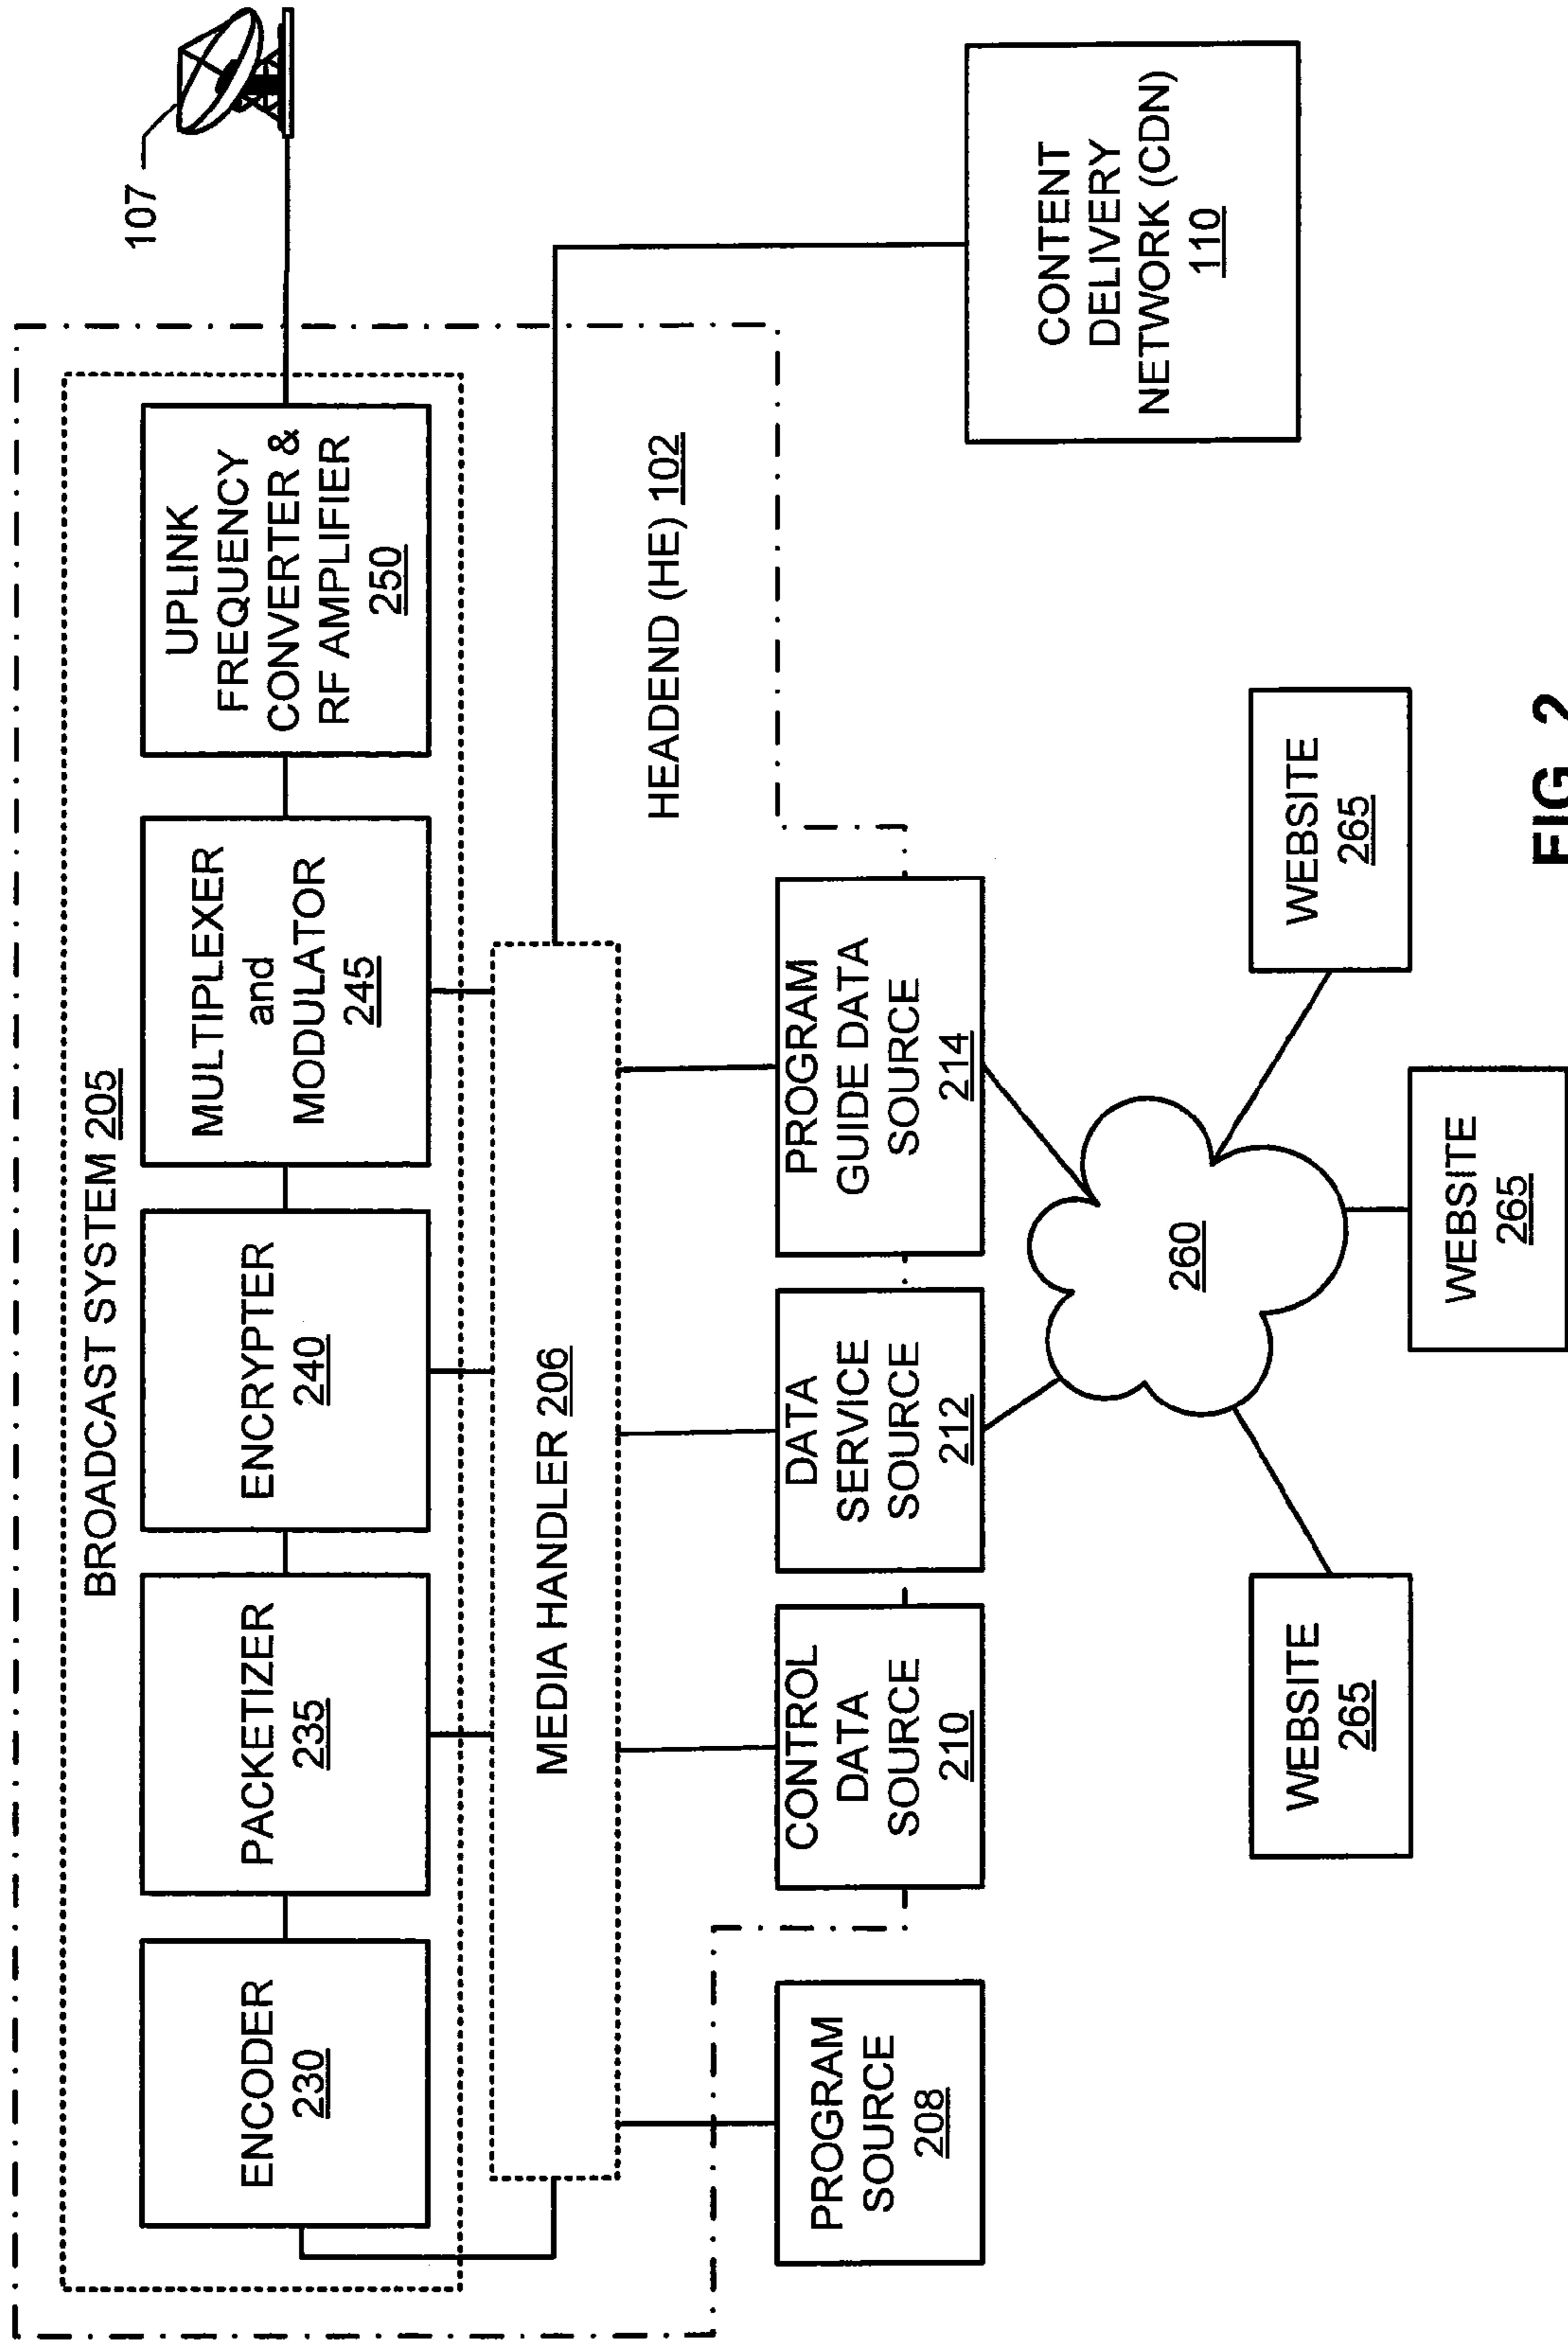 107
BROADCAST SYSTEM 205
ENCODER
230
PACKETIZER
235
ENCRYPTER
240
MULTIPLEXER
and
MODULATOR
245
UPLINK
FREQUENCY
CONVERTER &
RF AMPLIFIER
250
MEDIA HANDLER 206
HEADEND (HE) 102
PROGRAM
SOURCE
208
CONTROL
DATA
SOURCE
210
DATA
SERVICE
SOURCE
212
PROGRAM
GUIDE DATA
SOURCE
214
CONTENT
DELIVERY
NETWORK (CDN)
110
260
WEBSITE
265
WEBSITE
265
WEBSITE
265
FIG. 2